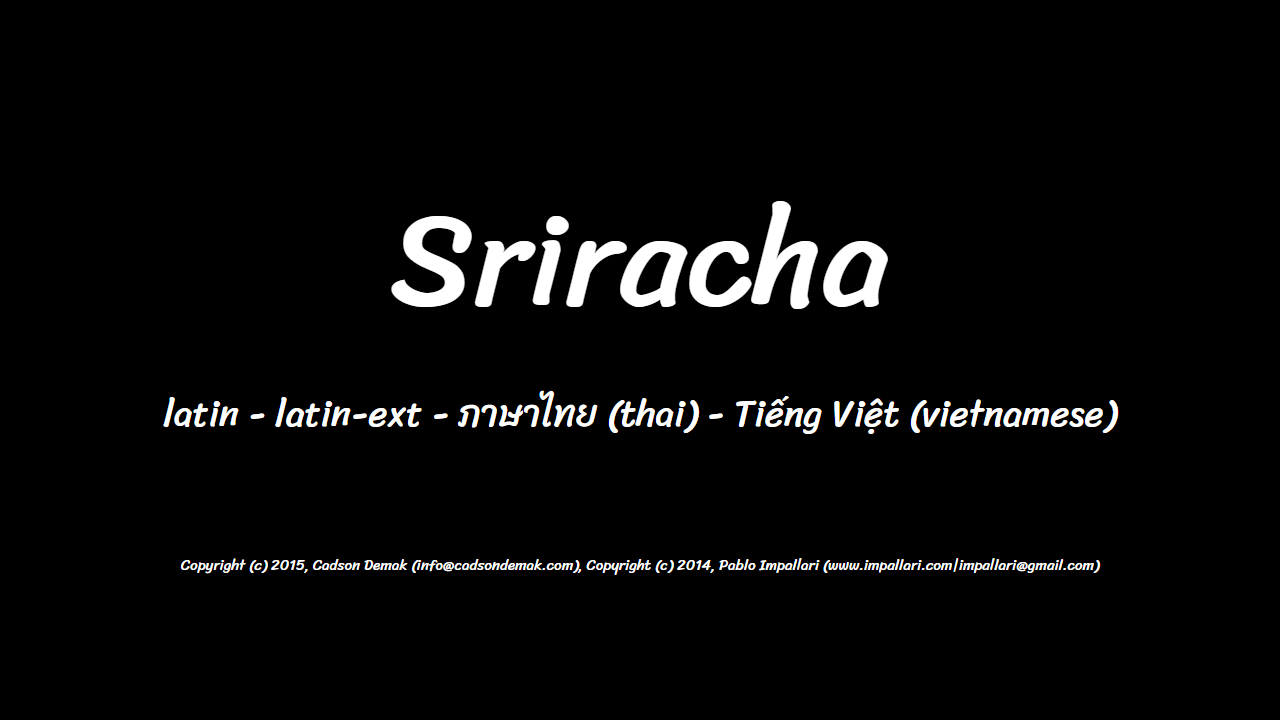 Sriracha
latin - latin-ext - ภาษาไทย (thai) - Tiếng Việt (vietnamese)
Copyright (c) 2015, Cadson Demak (info@cadsondemak.com), Copyright (c) 2014, Pablo Impallari (www.impallari.com|impallari@gmail.com)